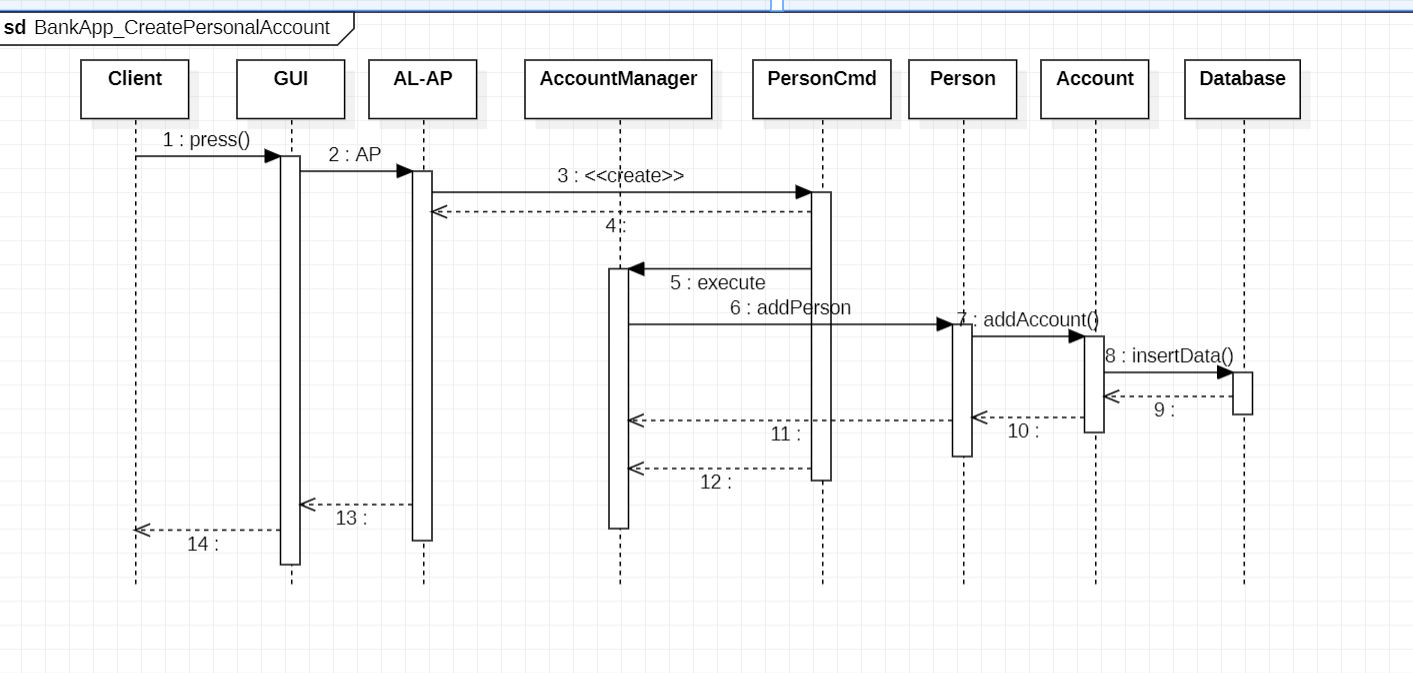 sd BankApp_CreatePersonalAccount
Client GUI AL-AP AccountManager PersonCmd Person Account Database
1 : press()
2 : AP
3 : <<create>>
4 :
5 : execute
6 : addPerson
7 : addAccount()
8 : insertData()
9 :
10 :
11 :
12 :
13 :
14 :